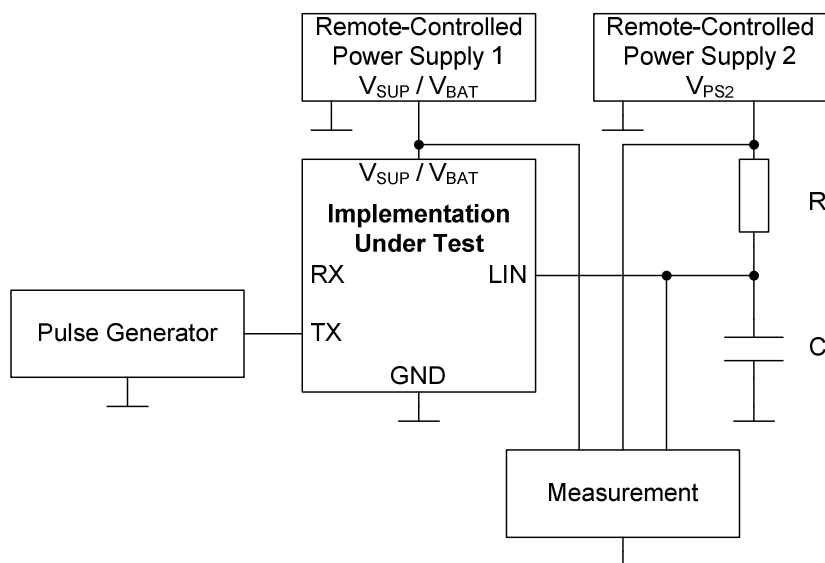 Remote-Controlled
Power Supply 1
VSUP / VBAT
Remote-Controlled
Power Supply 2
VPS2
VSUP / VBAT
Implementation
Under Test
RX
LIN
TX
GND
Pulse Generator
R
C
Measurement